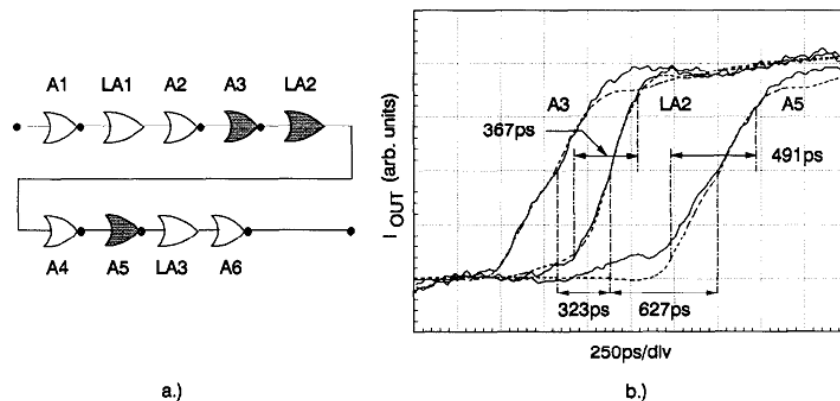 A1 LA1 A2 A3 LA2
A4 A5 LA3 A6
a.)
I OUT (arb. units)
A3 LA2 A5
367ps
491ps
323ps 627ps
250ps/div
b.)